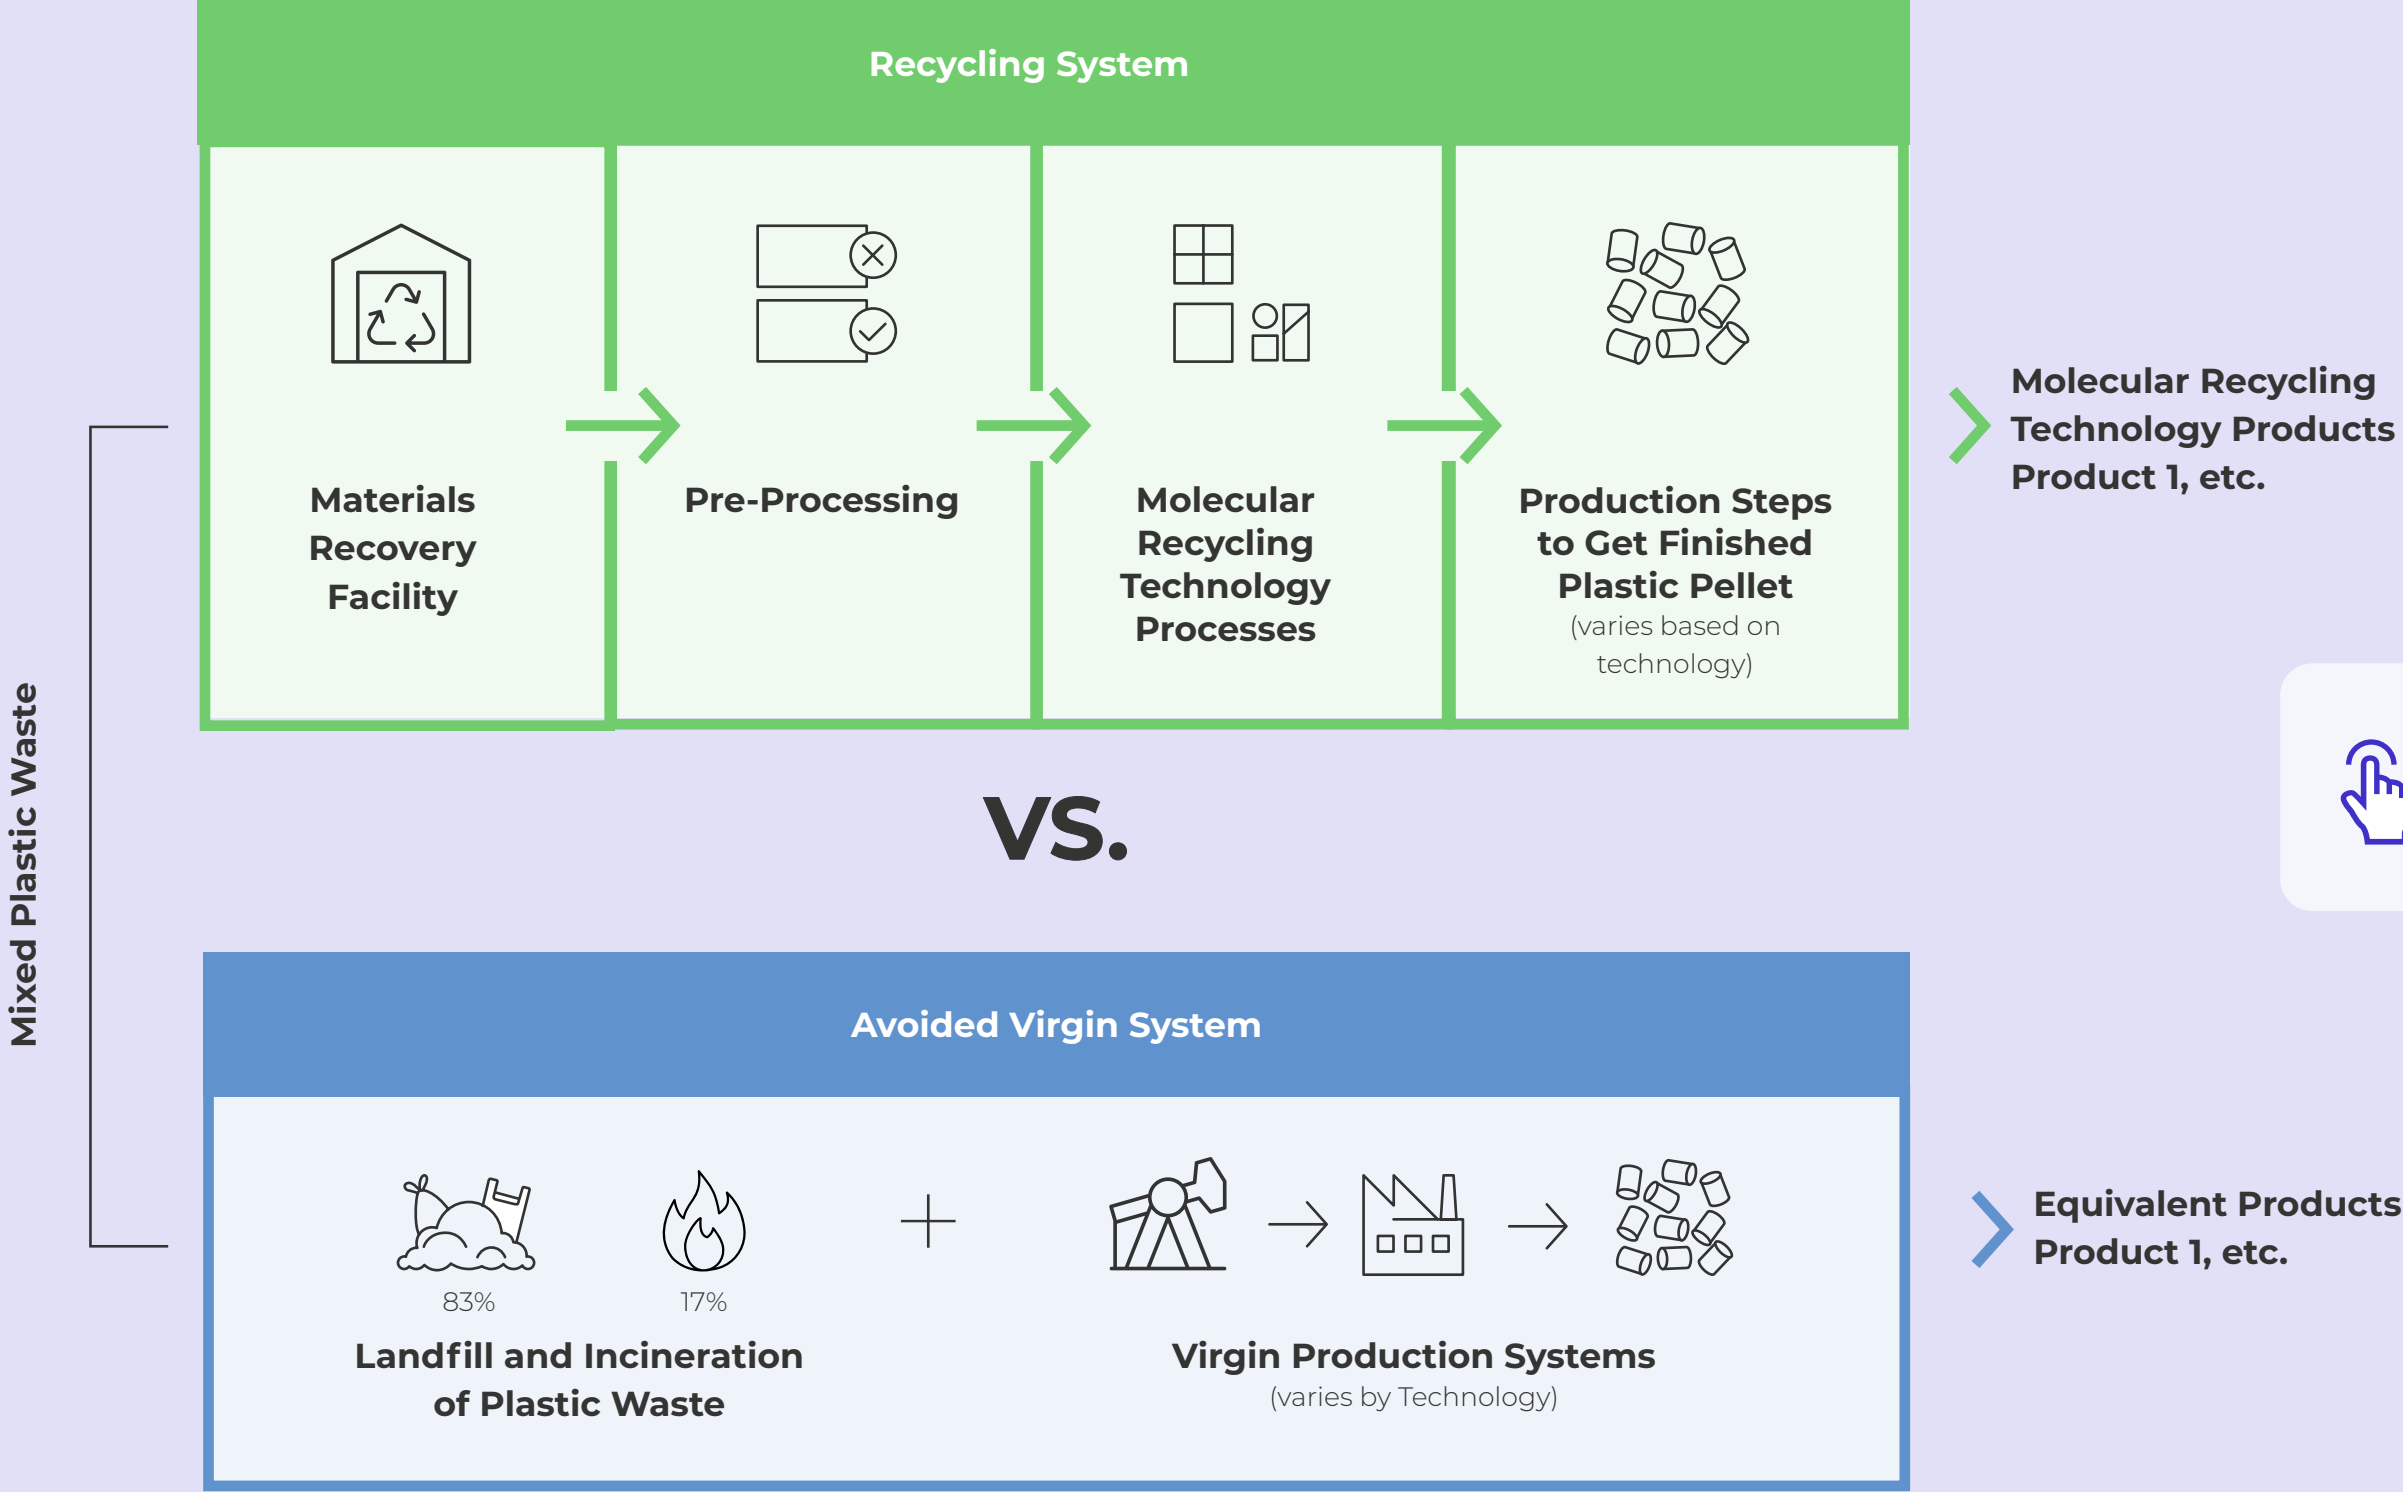 Recycling System
Materials
Recovery
Facility
Pre-Processing
Molecular
Recycling
Technology
Processes
Production Steps
to Get Finished
Plastic Pellet
(varies based on
technology)
Molecular Recycling
Technology Products
Product 1, etc.
Mixed Plastic Waste
VS.
Avoided Virgin System
83%
17%
Landfill and Incineration
of Plastic Waste
Virgin Production Systems
(varies by Technology)
Equivalent Products
Product 1, etc.